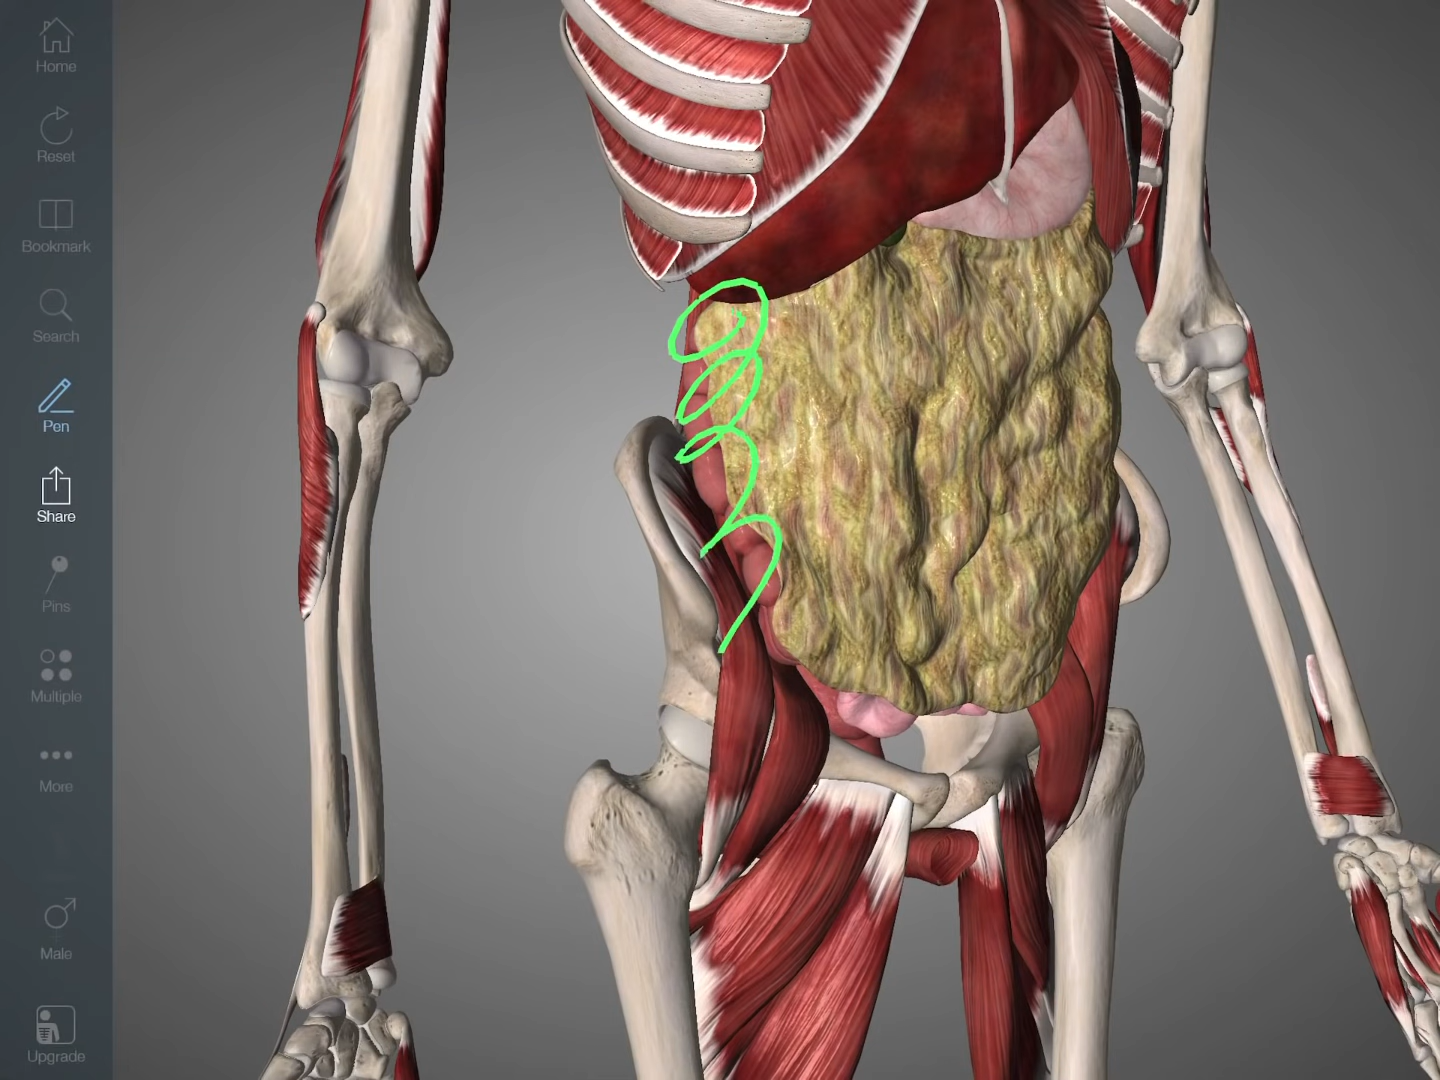 Home
Reset
Bookmark
Search
Pen
Share
Pins
Multiple
More
Male
Upgrade